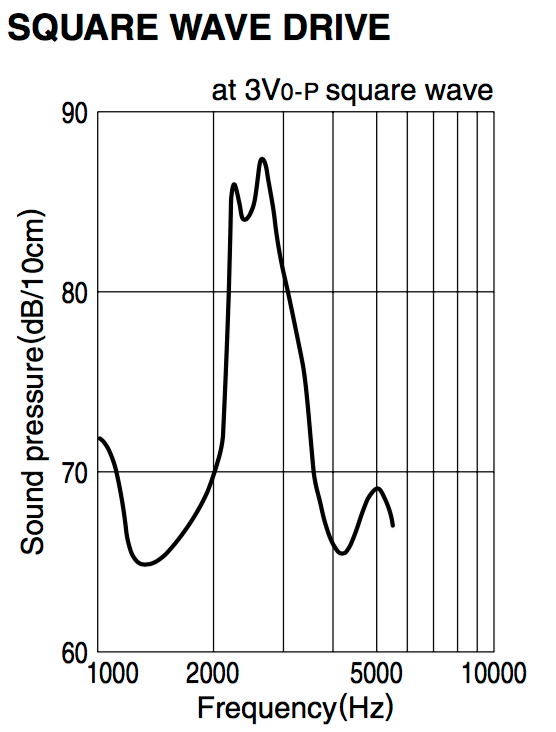 SQUARE WAVE DRIVE
at 3V0-P square wave
90
80
70
60
Sound pressure(dB/10cm)
1000 2000 5000 10000
Frequency(Hz)